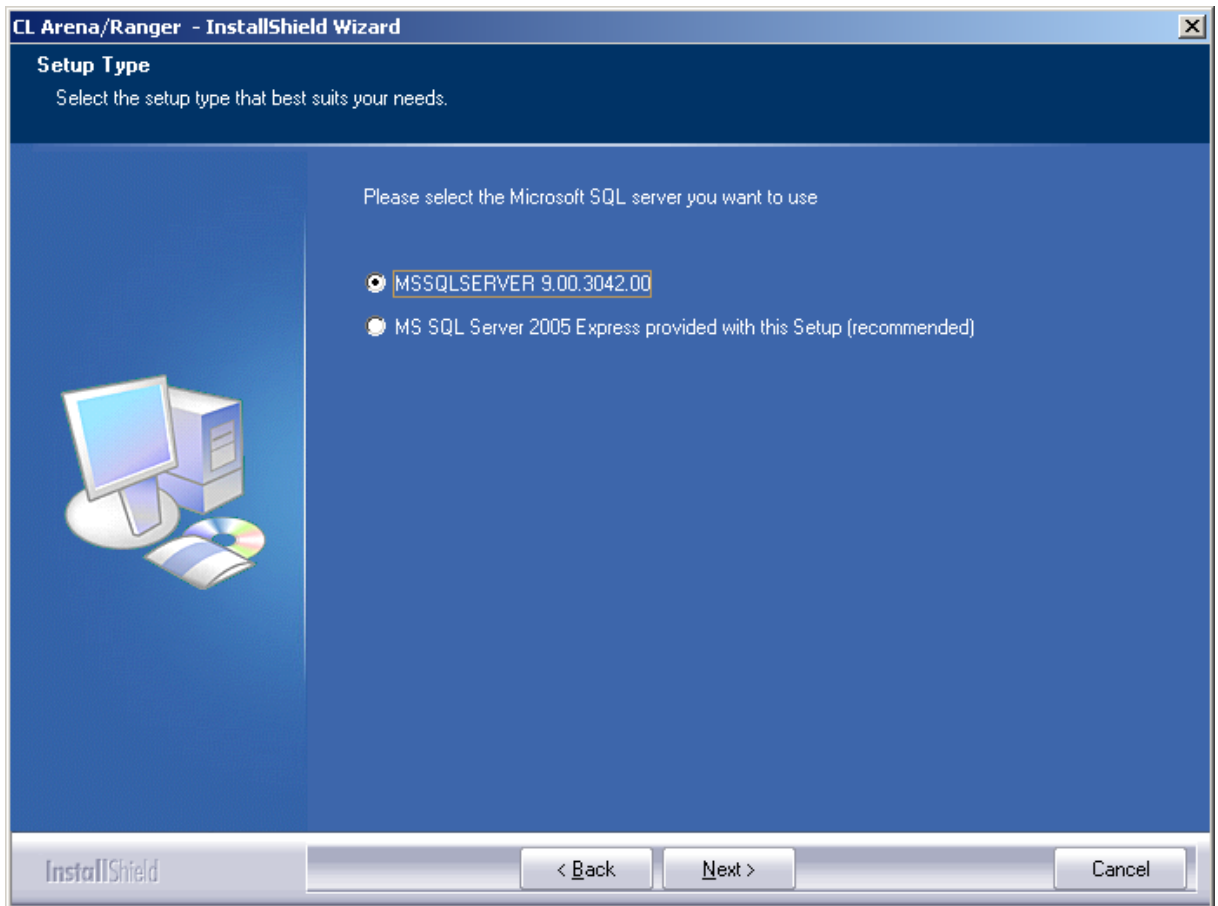 CL Arena/Ranger - InstallShield Wizard
Setup Type
Select the setup type that best suits your needs.
Please select the Microsoft SQL server you want to use
MSSQLSERVER 9.00.3042.00
MS SQL Server 2005 Express provided with this Setup (recommended)
InstallShield
< Back
Next >
Cancel